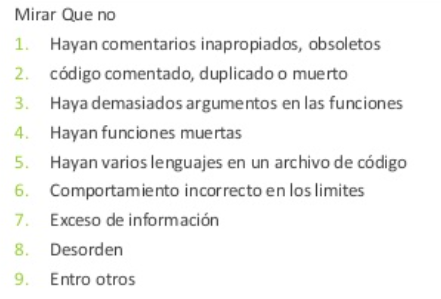 Mirar Que no
1. Hayan comentarios inapropiados, obsoletos
2. código comentado, duplicado o muerto
3. Haya demasiados argumentos en las funciones
4. Hayan funciones muertas
5. Hayan varios lenguajes en un archivo de código
6. Comportamiento incorrecto en los limites
7. Exceso de información
8. Desorden
9. Entro otros